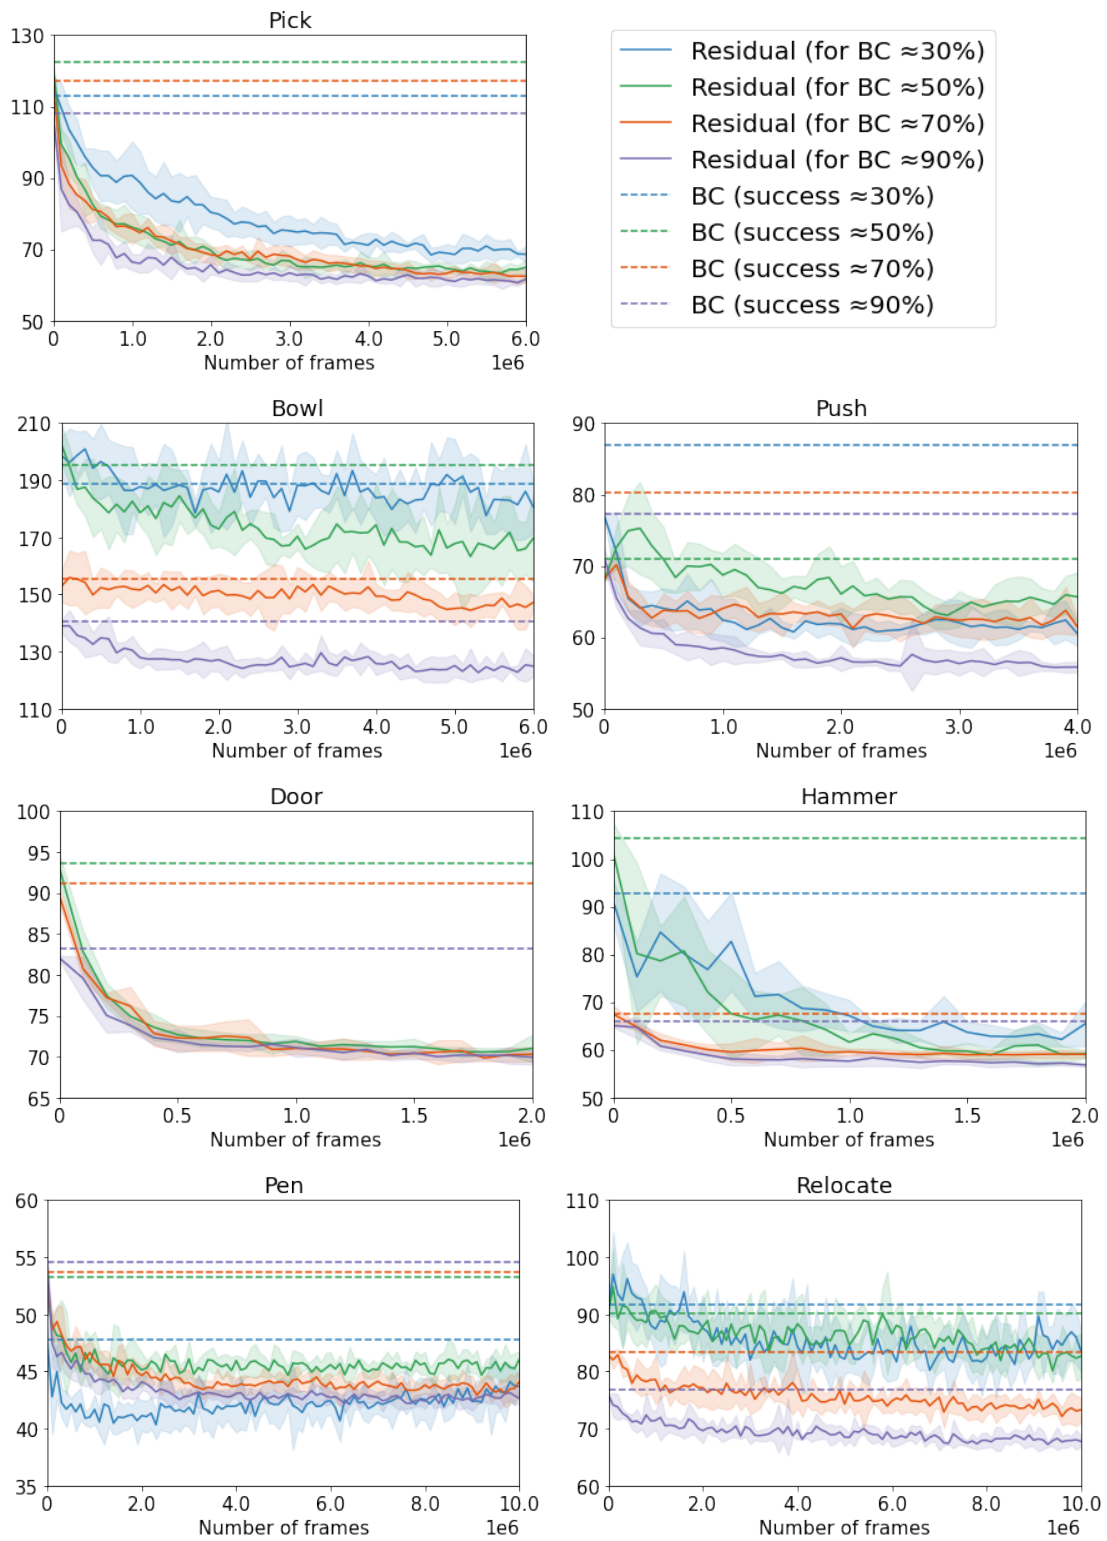 Pick
130
110
90
70
50
0 1.0 2.0 3.0 4.0 5.0 6.0
Number of frames 1e6
Residual (for BC ≈30%)
Residual (for BC ≈50%)
Residual (for BC ≈70%)
Residual (for BC ≈90%)
BC (success ≈30%)
BC (success ≈50%)
BC (success ≈70%)
BC (success ≈90%)
Bowl
210
190
170
150
130
110
0 1.0 2.0 3.0 4.0 5.0 6.0
Number of frames 1e6
Push
90
80
70
60
50
0 1.0 2.0 3.0 4.0
Number of frames 1e6
Door
100
95
90
85
80
75
70
65
0 0.5 1.0 1.5 2.0
Number of frames 1e6
Hammer
110
100
90
80
70
60
50
0 0.5 1.0 1.5 2.0
Number of frames 1e6
Pen
60
55
50
45
40
35
0 2.0 4.0 6.0 8.0 10.0
Number of frames 1e6
Relocate
110
100
90
80
70
60
0 2.0 4.0 6.0 8.0 10.0
Number of frames 1e6